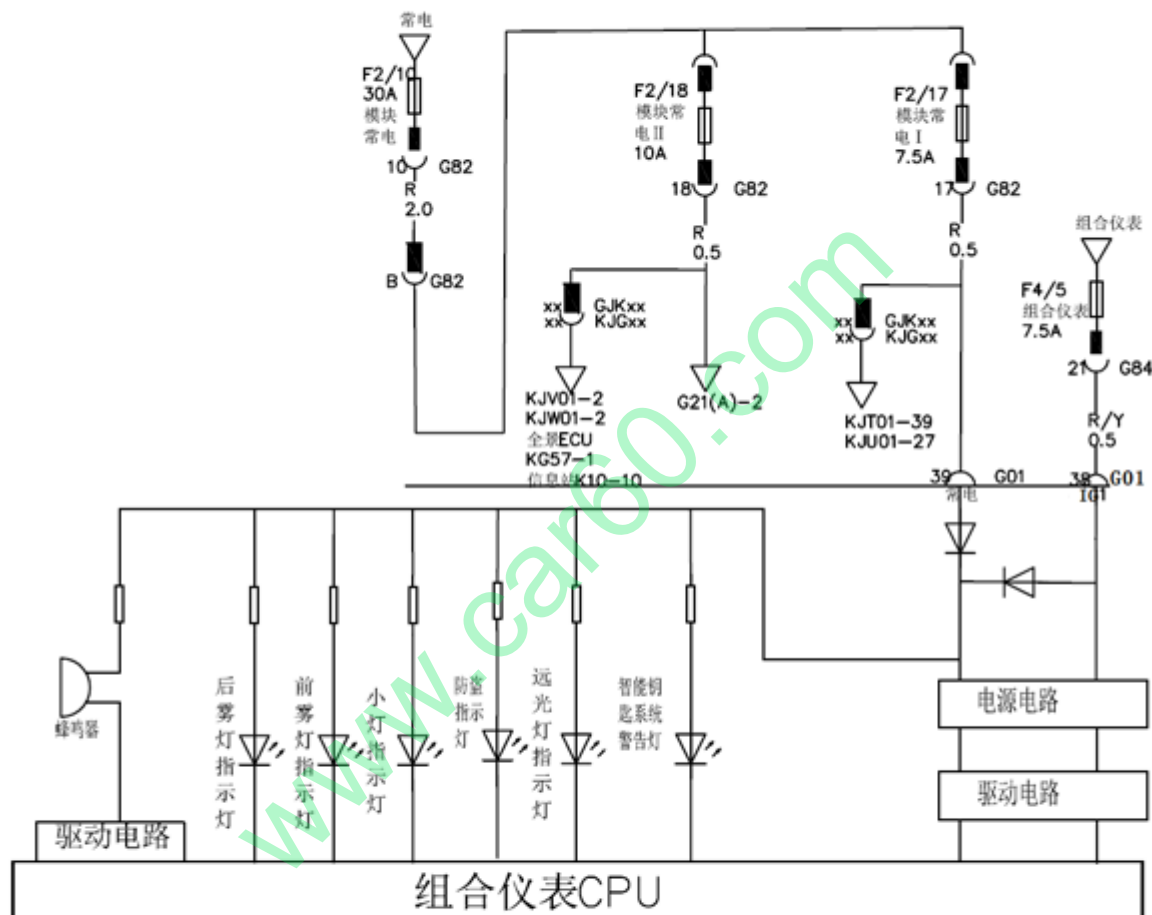 常电
F2/10
30A
模块
常电
10
G82
R
2.0
B
G82
F2/18
模块常
电Ⅱ
10A
18
G82
R
0.5
xx
xx
GJKxx
KJGxx
KJV01-2
KJW01-2
全景ECU
KG57-1
信息站K10-10
G21(A)-2
F2/17
模块常
电Ⅰ
7.5A
17
G82
R
0.5
xx
xx
GJKxx
KJGxx
KJT01-39
KJU01-27
39
G01
常电
组合仪表
F4/5
组合仪表
7.5A
21
G84
R/Y
0.5
38
G01
IG1
蜂鸣器
后雾灯指示灯
前雾灯指示灯
小灯指示灯
防盗
指示
灯
远光灯指示灯
智能钥
匙系统
警告灯
电源电路
驱动电路
驱动电路
组合仪表CPU
www.car60.com